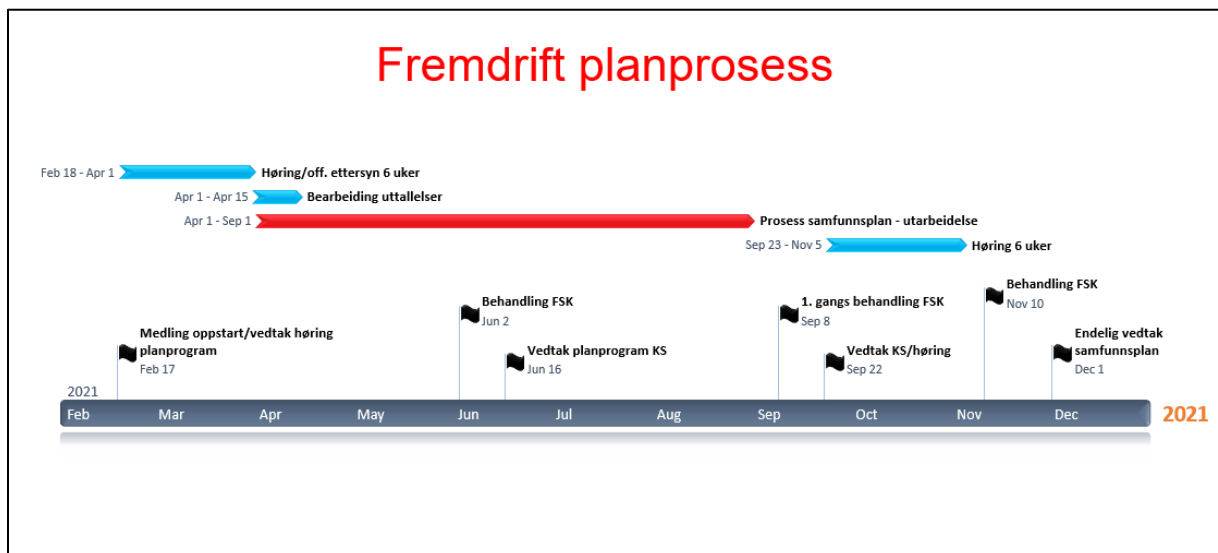 Fremdrift planprosess
Feb 18 - Apr 1 Høring/off. ettersyn 6 uker
Apr 1 - Apr 15 Bearbeiding uttallelser
Apr 1 - Sep 1 Prosess samfunnsplan - utarbeidelse
Sep 23 - Nov 5 Høring 6 uker
Behandling FSK
Nov 10
Behandling FSK
Jun 2
1. gangs behandling FSK
Sep 8
Medling oppstart/vedtak høring
planprogram
Feb 17
Vedtak planprogram KS
Jun 16
Vedtak KS/høring
Sep 22
Endelig vedtak
samfunnsplan
Dec 1
2021
Feb Mar Apr May Jun Jul Aug Sep Oct Nov Dec 2021